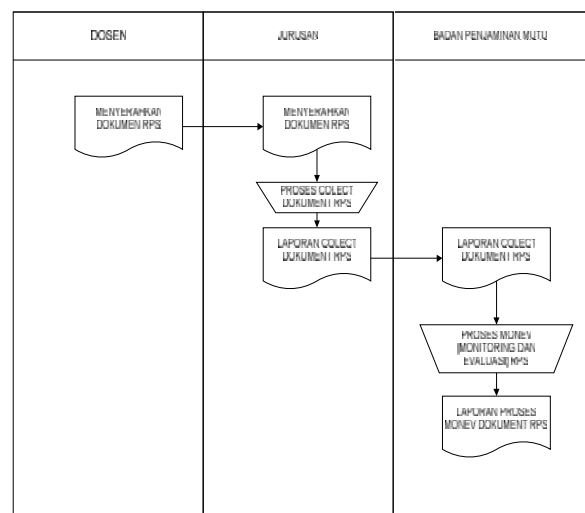 DOSEN
JURUSAN
BADAN PENJAMINAN MUTU
MENYERAHKAN
DOKUMEN RPS
MENYERAHKAN
DOKUMEN RPS
PROSES COLECT
DOKUMENT RPS
LAPORAN COLECT
DOKUMENT RPS
LAPORAN COLECT
DOKUMENT RPS
PROSES MONEV
(MONITORING DAN
EVALUASI) RPS
LAPORAN PROSES
MONEV DOKUMENT RPS